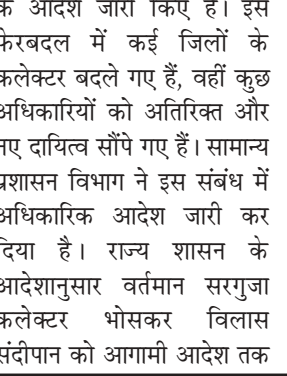 के आदेश जारी किए हैं। इस
फेरबदल में कई जिलों के
कलेक्टर बदले गए हैं, वहीं कुछ
अधिकारियों को अतिरिक्त और
नए दायित्व सौंपे गए हैं। सामान्य
प्रशासन विभाग ने इस संबंध में
अधिकारिक आदेश जारी कर
दिया है। राज्य शासन के
आदेशानुसार वर्तमान सरगुजा
कलेक्टर भोसकर विलास
संदीपान को आगामी आदेश तक